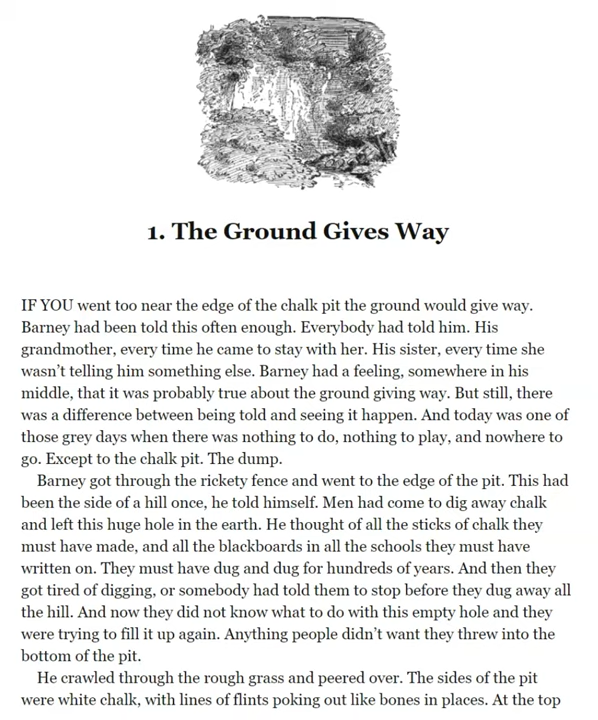 1. The Ground Gives Way
IF YOU went too near the edge of the chalk pit the ground would give way.
Barney had been told this often enough. Everybody had told him. His
grandmother, every time he came to stay with her. His sister, every time she
wasn’t telling him something else. Barney had a feeling, somewhere in his
middle, that it was probably true about the ground giving way. But still, there
was a difference between being told and seeing it happen. And today was one of
those grey days when there was nothing to do, nothing to play, and nowhere to
go. Except to the chalk pit. The dump.
Barney got through the rickety fence and went to the edge of the pit. This had
been the side of a hill once, he told himself. Men had come to dig away chalk
and left this huge hole in the earth. He thought of all the sticks of chalk they
must have made, and all the blackboards in all the schools they must have
written on. They must have dug and dug for hundreds of years. And then they
got tired of digging, or somebody had told them to stop before they dug away all
the hill. And now they did not know what to do with this empty hole and they
were trying to fill it up again. Anything people didn’t want they threw into the
bottom of the pit.
He crawled through the rough grass and peered over. The sides of the pit
were white chalk, with lines of flints poking out like bones in places. At the top